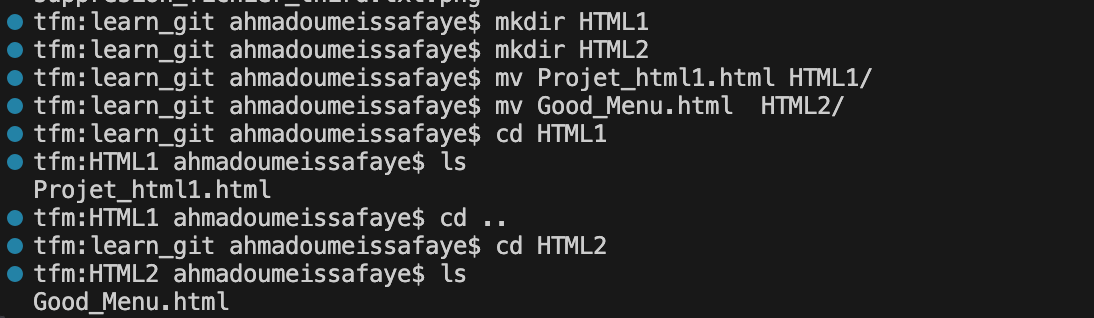 tfm:learn_git ahmadoumeissafaye$ mkdir HTML1
tfm:learn_git ahmadoumeissafaye$ mkdir HTML2
tfm:learn_git ahmadoumeissafaye$ mv Projet_html1.html HTML1/
tfm:learn_git ahmadoumeissafaye$ mv Good_Menu.html  HTML2/
tfm:learn_git ahmadoumeissafaye$ cd HTML1
tfm:HTML1 ahmadoumeissafaye$ ls
Projet_html1.html
tfm:HTML1 ahmadoumeissafaye$ cd ..
tfm:learn_git ahmadoumeissafaye$ cd HTML2
tfm:HTML2 ahmadoumeissafaye$ ls
Good_Menu.html